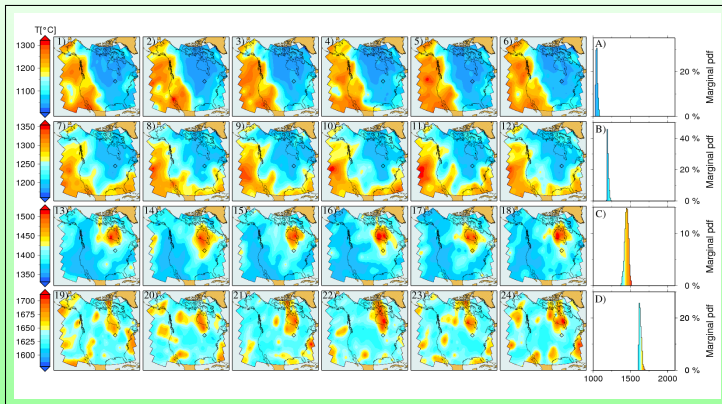 T[°C]
1300
1200
1100
1) 2) 3) 4) 5) 6)
A)
20 %
0 %
Marginal pdf
1350
1300
1250
1200
7) 8) 9) 10) 11) 12)
B)
40 %
20 %
0 %
Marginal pdf
1500
1450
1400
1350
13) 14) 15) 16) 17) 18)
C)
10 %
0 %
Marginal pdf
1700
1650
1600
19) 20) 21) 22) 23) 24)
D)
20 %
0 %
Marginal pdf
1000 1500 2000